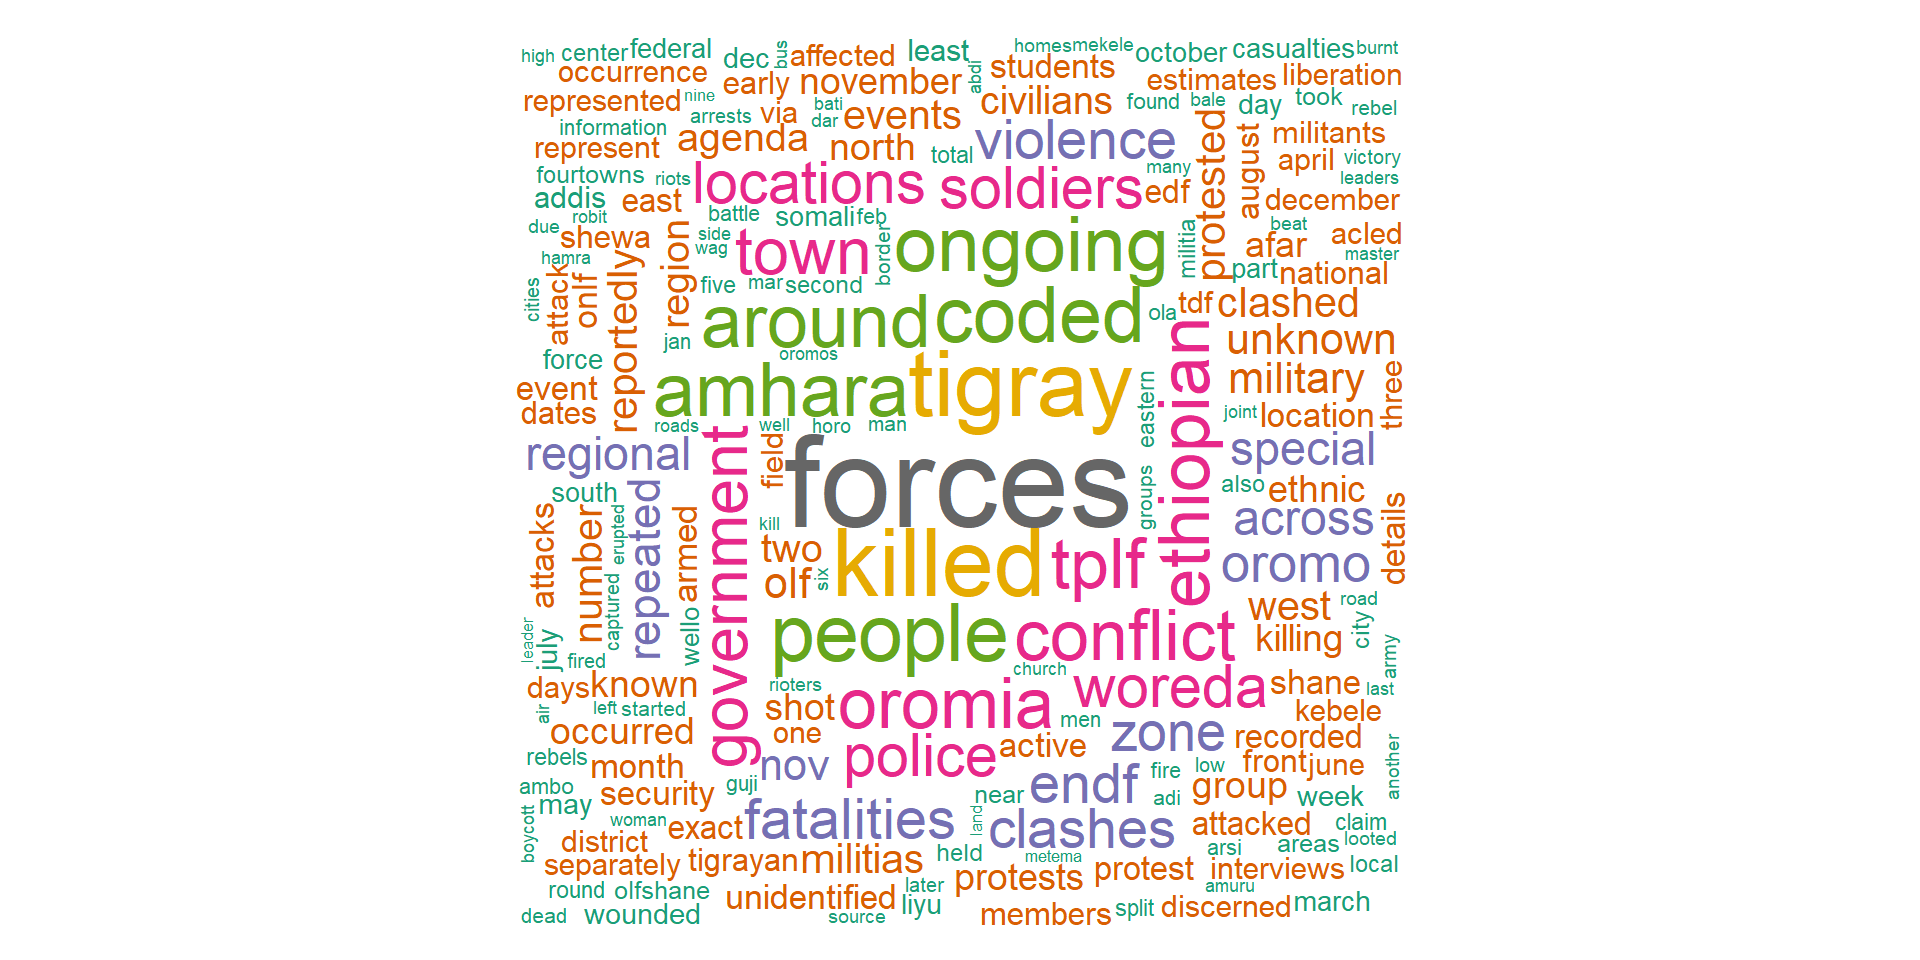 high center federal dec bus affected least homes mekele october casualties burnt
occurrence early november abdi students estimates liberation
represented nine arrests via bati dar events civilians found bale day took rebel
information agenda north total violence protested august militants
represent many april victory
fourtowns riots locations soldiers edf leaders
addis east december
due robit battle somali feb beat
shewa region side wag town border ongoing militia afar acled
hamra part master
cities attack onlf reportedly five mar second national
around coded ola tdf clashed
jan unknown
force oromos
event amhara tigray eastern ethiopian military three
dates joint location
roads government well horo man
regional field forces special
south groups also ethnic
attacks number erupted repeated armed kill across details
two killed tplf oromo
olf six
captured west road
leader july wello people conflict killing city
fired church army
days known rioters woreda shane last
air left started shot oromia men kebele
occurred one zone recorded
rebels month nov police active front june another
ambo guji endf fire low
may security near adi group week
boycott woman exact fatalities land clashes attacked claim
district arsi areas looted
separately tigrayan militias held metema protests protest interviews local
round olfshane unidentified later liyu amuru
dead wounded source members split discerned march